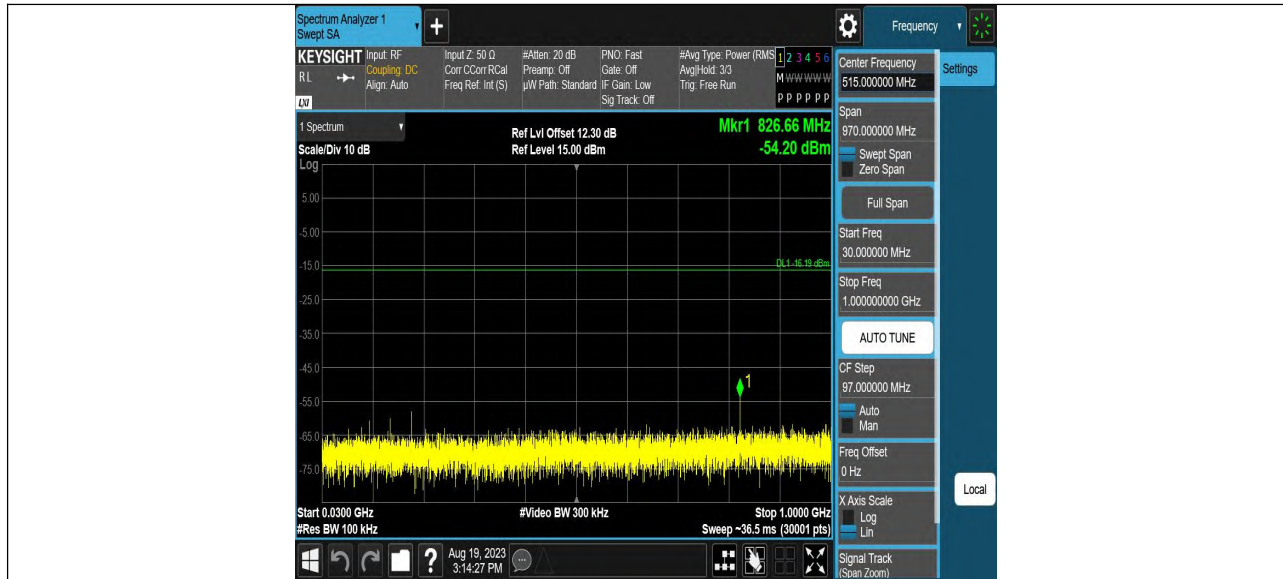 Spectrum Analyzer 1
Swept SA
+
Frequency
KEYSIGHT
RL
LXI
Input: RF
Coupling: DC
Align: Auto
Input Z: 50 Ω
Corr CCorr RCal
Freq Ref: Int (S)
#Atten: 20 dB
Preamp: Off
µW Path: Standard
PNO: Fast
Gate: Off
IF Gain: Low
Sig Track: Off
#Avg Type: Power (RMS
Avg|Hold: 3/3
Trig: Free Run
1 2 3 4 5 6
M W W W W W
P P P P P P
1 Spectrum
Scale/Div 10 dB
Ref Lvl Offset 12.30 dB
Ref Level 15.00 dBm
Mkr1 826.66 MHz
-54.20 dBm
Log
5.00
-5.00
-15.0
DL1 -16.19 dBm
-25.0
-35.0
-45.0
1
-55.0
-65.0
-75.0
Start 0.0300 GHz
#Video BW 300 kHz
Stop 1.0000 GHz
#Res BW 100 kHz
Sweep ~36.5 ms (30001 pts)
?
Aug 19, 2023
3:14:27 PM
Center Frequency
515.000000 MHz
Settings
Span
970.000000 MHz
Swept Span
Zero Span
Full Span
Start Freq
30.000000 MHz
Stop Freq
1.000000000 GHz
AUTO TUNE
CF Step
97.000000 MHz
Auto
Man
Freq Offset
0 Hz
X Axis Scale
Log
Lin
Local
Signal Track
(Span Zoom)